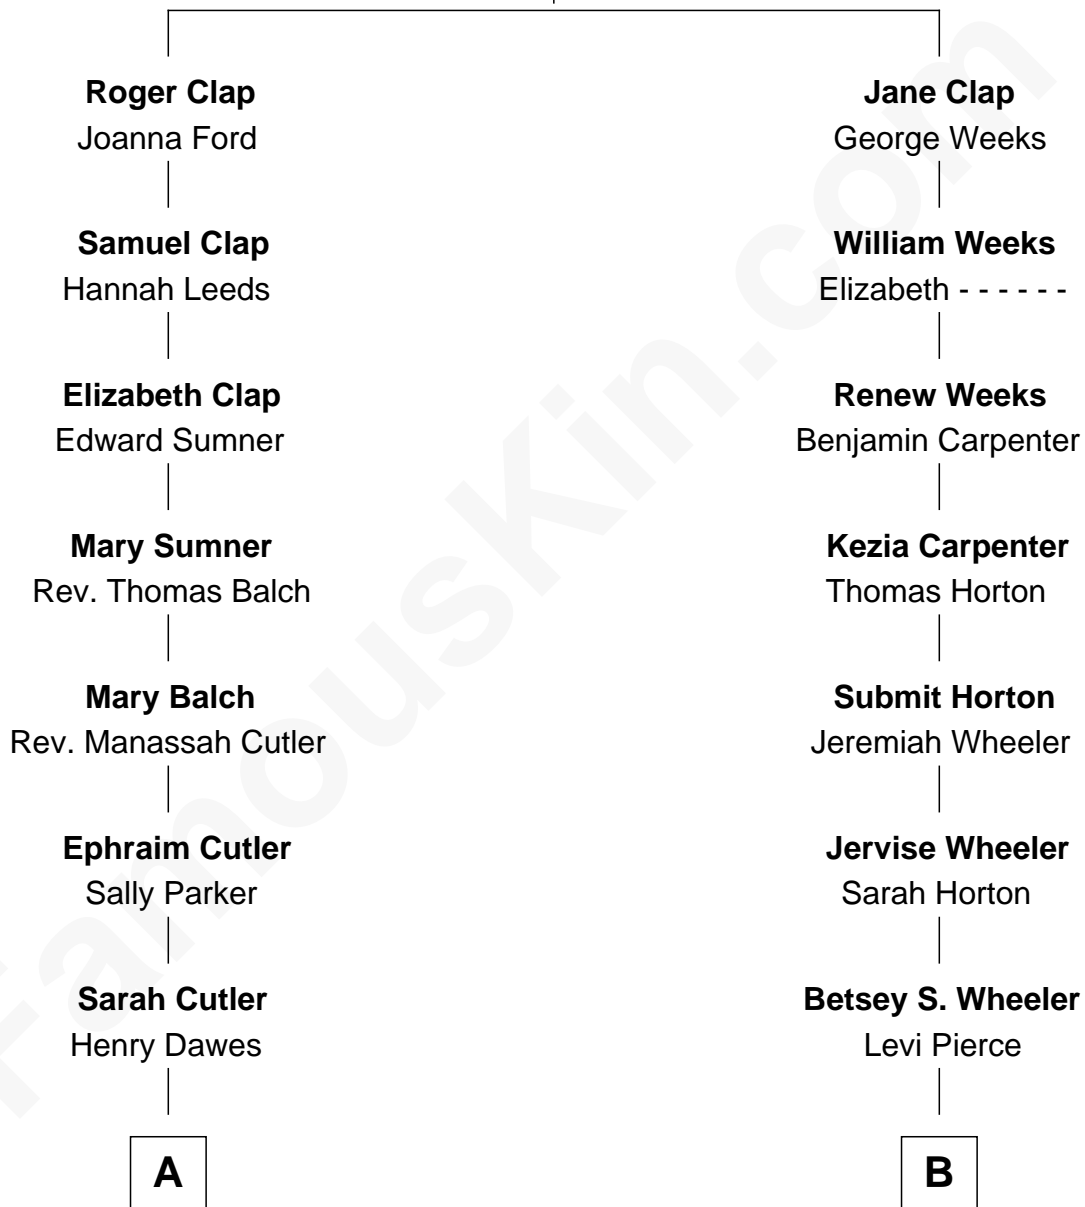 Roger Clap
Joanna Ford
Samuel Clap
Hannah Leeds
Elizabeth Clap
Edward Sumner
Mary Sumner
Rev. Thomas Balch
Mary Balch
Rev. Manassah Cutler
Ephraim Cutler
Sally Parker
Sarah Cutler
Henry Dawes
A
Jane Clap
George Weeks
William Weeks
Elizabeth - - - - - -
Renew Weeks
Benjamin Carpenter
Kezia Carpenter
Thomas Horton
Submit Horton
Jeremiah Wheeler
Jervise Wheeler
Sarah Horton
Betsey S. Wheeler
Levi Pierce
B
FamousKin.com